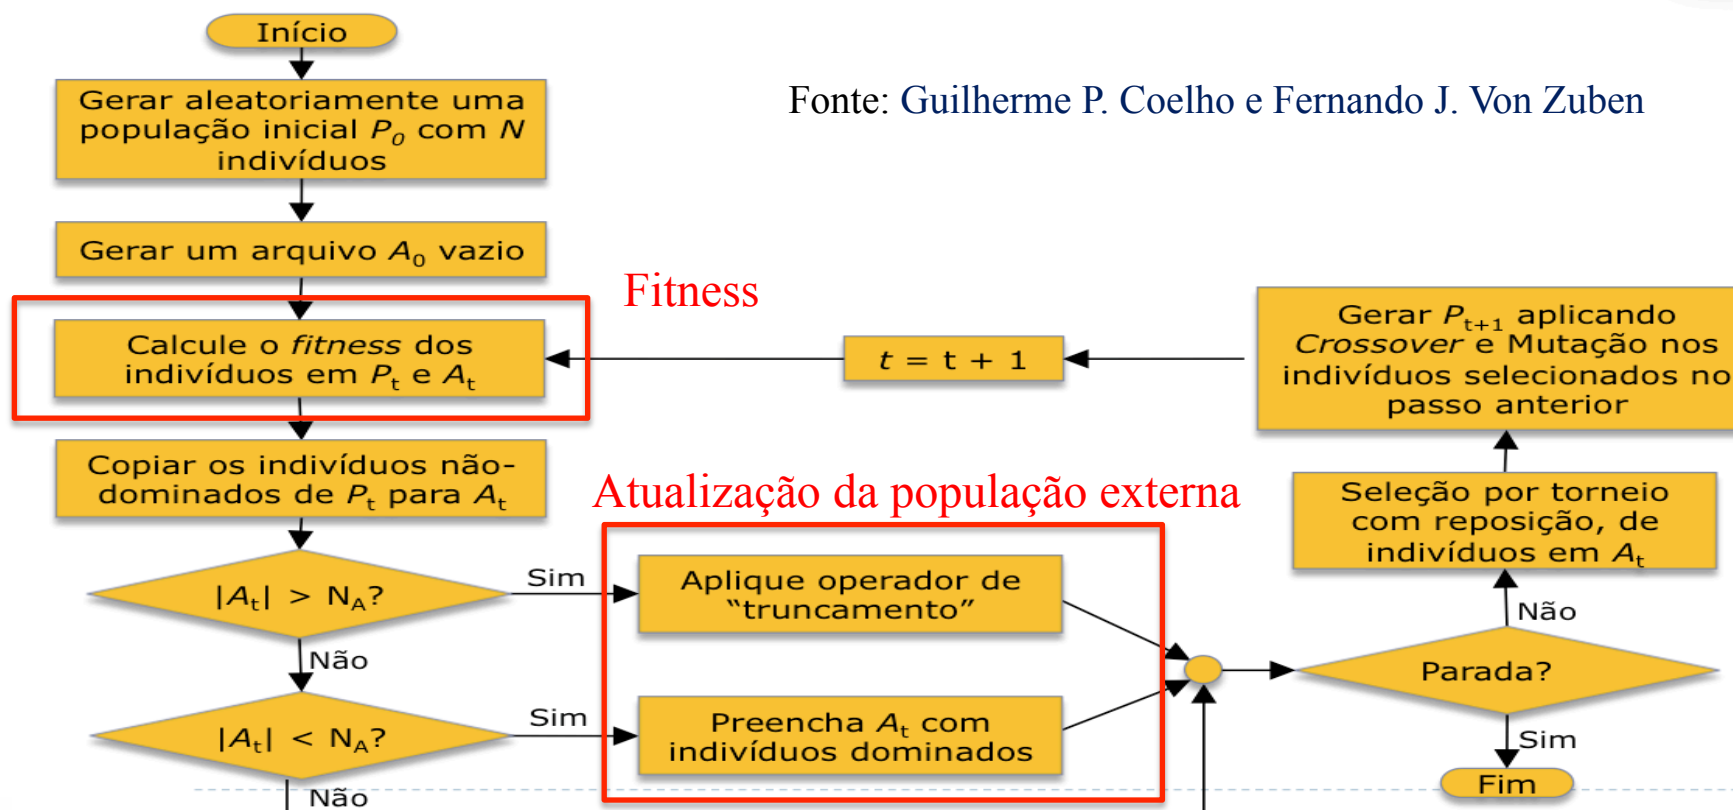 Início
Fonte: Guilherme P. Coelho e Fernando J. Von Zuben
Gerar aleatoriamente uma
população inicial P0 com N
indivíduos
Gerar um arquivo A0 vazio
Fitness
Calcule o fitness dos
indivíduos em Pt e At
t = t + 1
Gerar Pt+1 aplicando
Crossover e Mutação nos
indivíduos selecionados no
passo anterior
Copiar os indivíduos não-
dominados de Pt para At
Atualização da população externa
Seleção por torneio
com reposição, de
indivíduos em At
|At| > NA?
Sim
Aplique operador de
“truncamento”
Não
Não
Parada?
|At| < NA?
Sim
Preencha At com
indivíduos dominados
Sim
Fim
Não